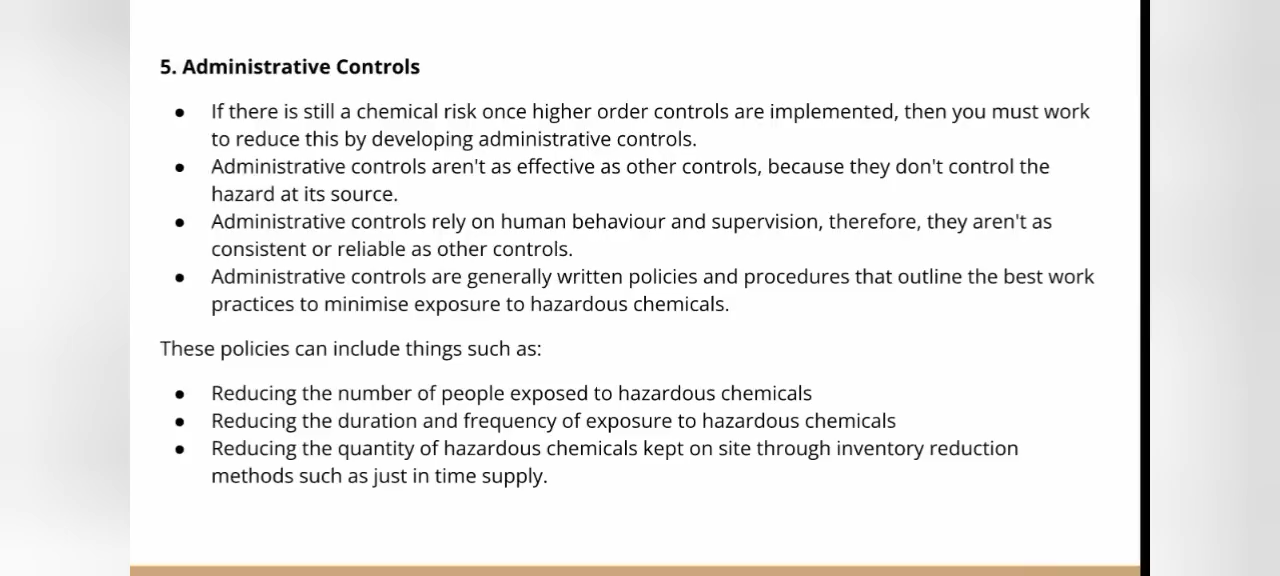 5. Administrative Controls
● If there is still a chemical risk once higher order controls are implemented, then you must work
to reduce this by developing administrative controls.
● Administrative controls aren't as effective as other controls, because they don't control the
hazard at its source.
● Administrative controls rely on human behaviour and supervision, therefore, they aren't as
consistent or reliable as other controls.
● Administrative controls are generally written policies and procedures that outline the best work
practices to minimise exposure to hazardous chemicals.
These policies can include things such as:
● Reducing the number of people exposed to hazardous chemicals
● Reducing the duration and frequency of exposure to hazardous chemicals
● Reducing the quantity of hazardous chemicals kept on site through inventory reduction
methods such as just in time supply.